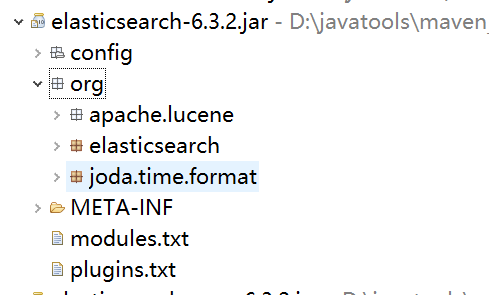 elasticsearch-6.3.2.jar - D:\javatools\maven_
config
org
apache.lucene
elasticsearch
joda.time.format
META-INF
modules.txt
plugins.txt